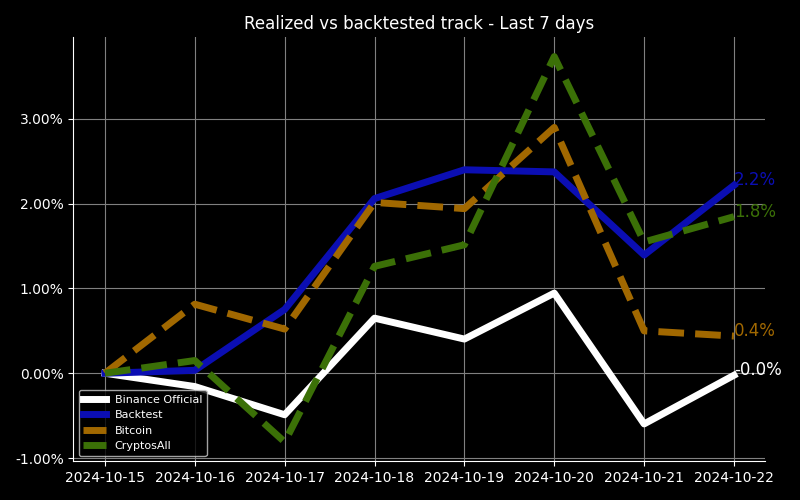 Realized vs backtested track - Last 7 days
3.00%
2.00%
1.00%
0.00%
-1.00%
2.2%
1.8%
0.4%
-0.0%
Binance Official
Backtest
Bitcoin
CryptosAll
2024-10-15 2024-10-16 2024-10-17 2024-10-18 2024-10-19 2024-10-20 2024-10-21 2024-10-22